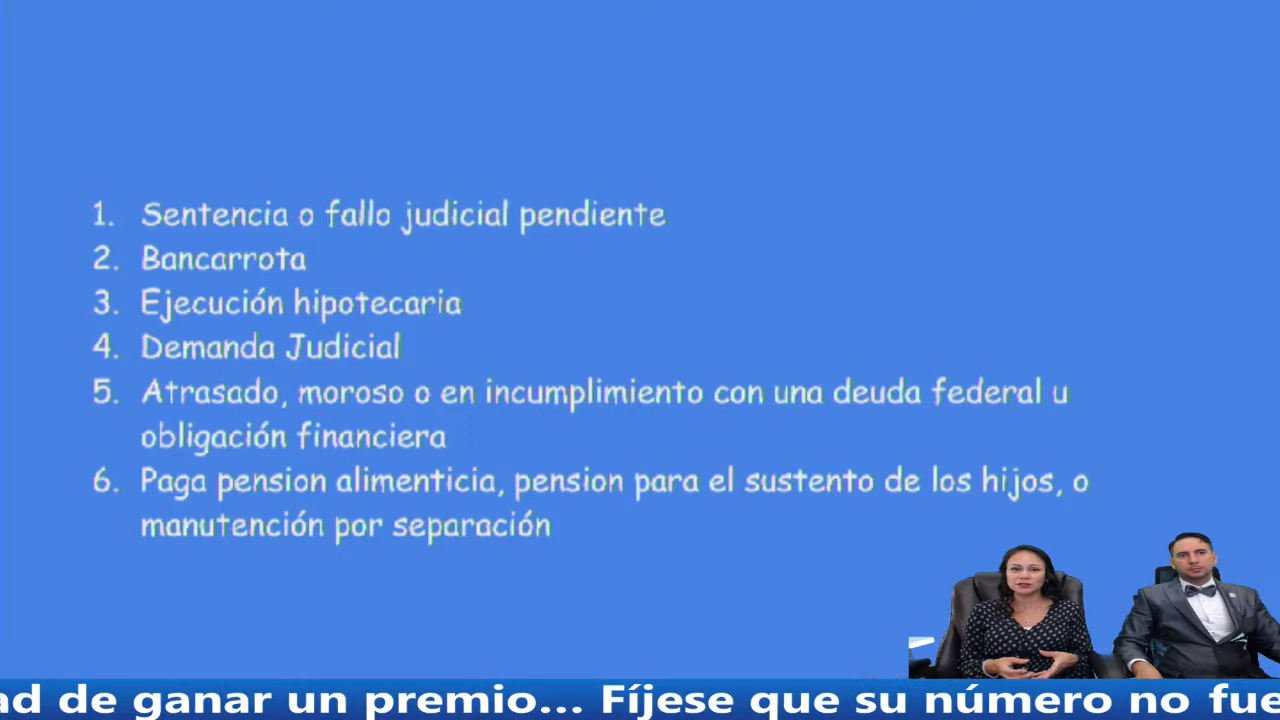 1. Sentencia o fallo judicial pendiente
2. Bancarrota
3. Ejecución hipotecaria
4. Demanda Judicial
5. Atrasado, moroso o en incumplimiento con una deuda federal u
obligación financiera
6. Paga pension alimenticia, pension para el sustento de los hijos, o
manutención por separación
ad de ganar un premio... Fíjese que su número no fue